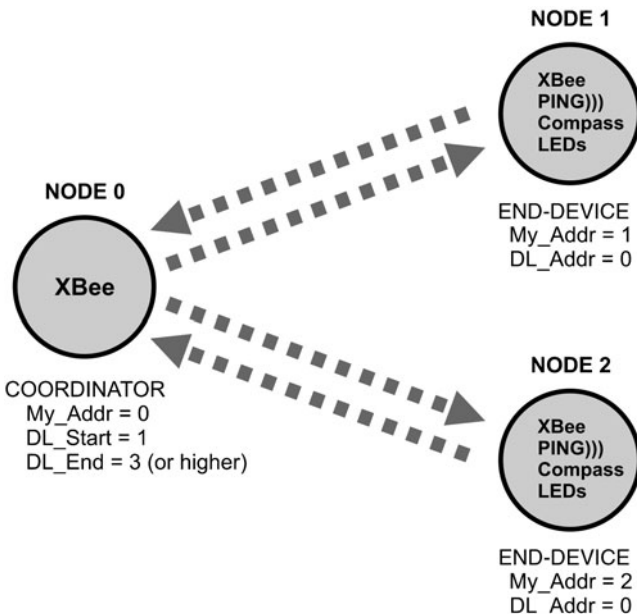 NODE 1
XBee
PING)))
Compass
LEDs
END-DEVICE
My_Addr = 1
DL_Addr = 0
NODE 0
XBee
COORDINATOR
My_Addr = 0
DL_Start = 1
DL_End = 3 (or higher)
NODE 2
XBee
PING)))
Compass
LEDs
END-DEVICE
My_Addr = 2
DL_Addr = 0